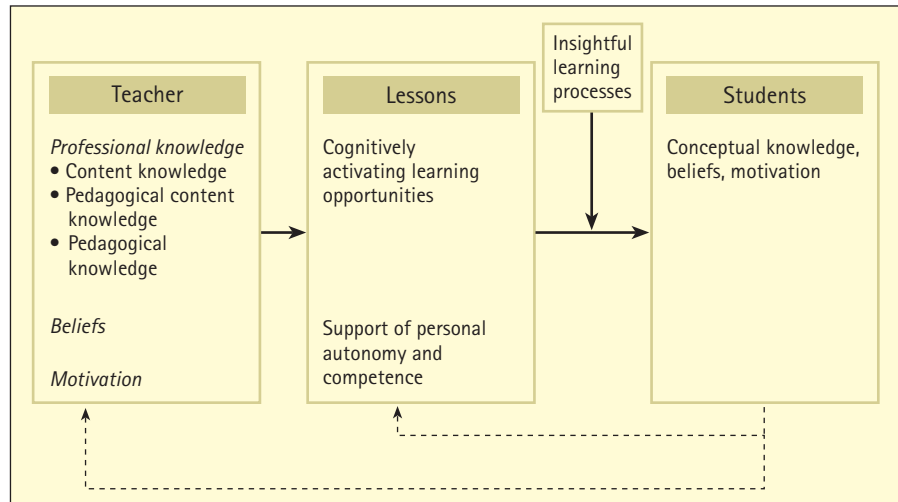 Insightful
learning
processes
Teacher
Professional knowledge
• Content knowledge
• Pedagogical content
knowledge
• Pedagogical
knowledge
Beliefs
Motivation
Lessons
Cognitively
activating learning
opportunities
Support of personal
autonomy and
competence
Students
Conceptual knowledge,
beliefs, motivation